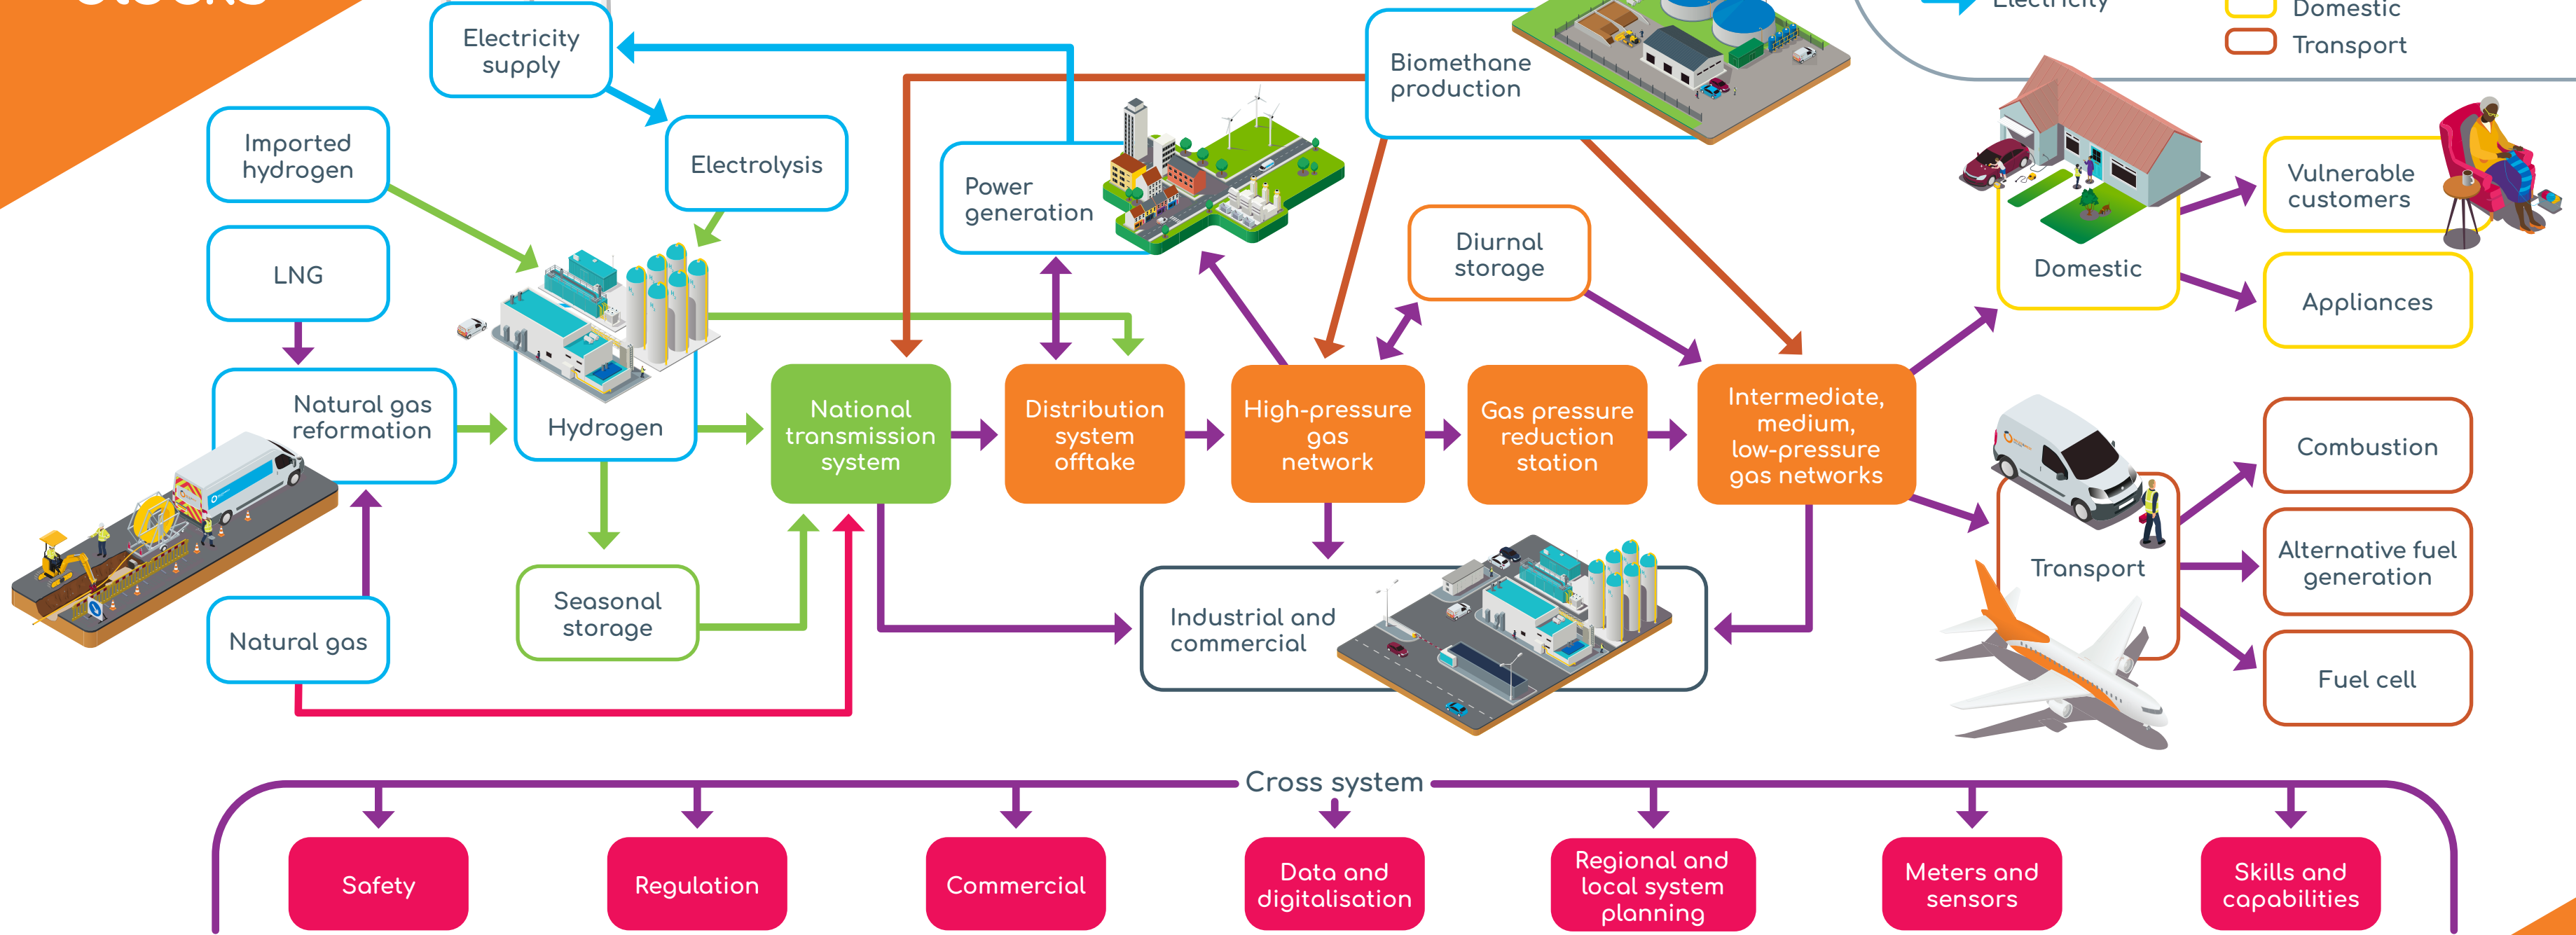 Electricity
Domestic
Transport
Electricity
supply
Biomethane
production
Imported
hydrogen
Electrolysis
Power
generation
Vulnerable
customers
Diurnal
storage
LNG
Domestic
Appliances
Natural gas
reformation
Hydrogen
National
transmission
system
Distribution
system
offtake
High-pressure
gas
network
Gas pressure
reduction
station
Intermediate,
medium,
low-pressure
gas networks
Combustion
Alternative fuel
generation
Transport
Seasonal
storage
Industrial and
commercial
Natural gas
Fuel cell
Cross system
Safety
Regulation
Commercial
Data and
digitalisation
Regional and
local system
planning
Meters and
sensors
Skills and
capabilities